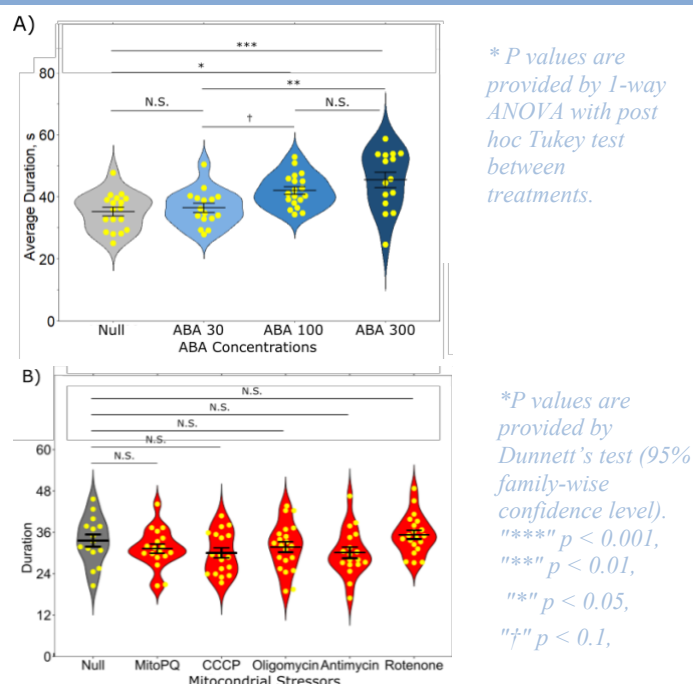 A)
***
*
**
N.S.
N.S.
†
80
60
40
20
0
Average Duration, s
Null ABA 30 ABA 100 ABA 300
ABA Concentrations
* P values are
provided by 1-way
ANOVA with post
hoc Tukey test
between
treatments.
B)
N.S.
N.S.
N.S.
N.S.
N.S.
60
48
36
24
12
0
Duration
Null MitoPQ CCCP Oligomycin Antimycin Rotenone
Mitocondrial Stressors
*P values are
provided by
Dunnett’s test (95%
family-wise
confidence level).
"***" p < 0.001,
"**" p < 0.01,
"*" p < 0.05,
"†" p < 0.1,